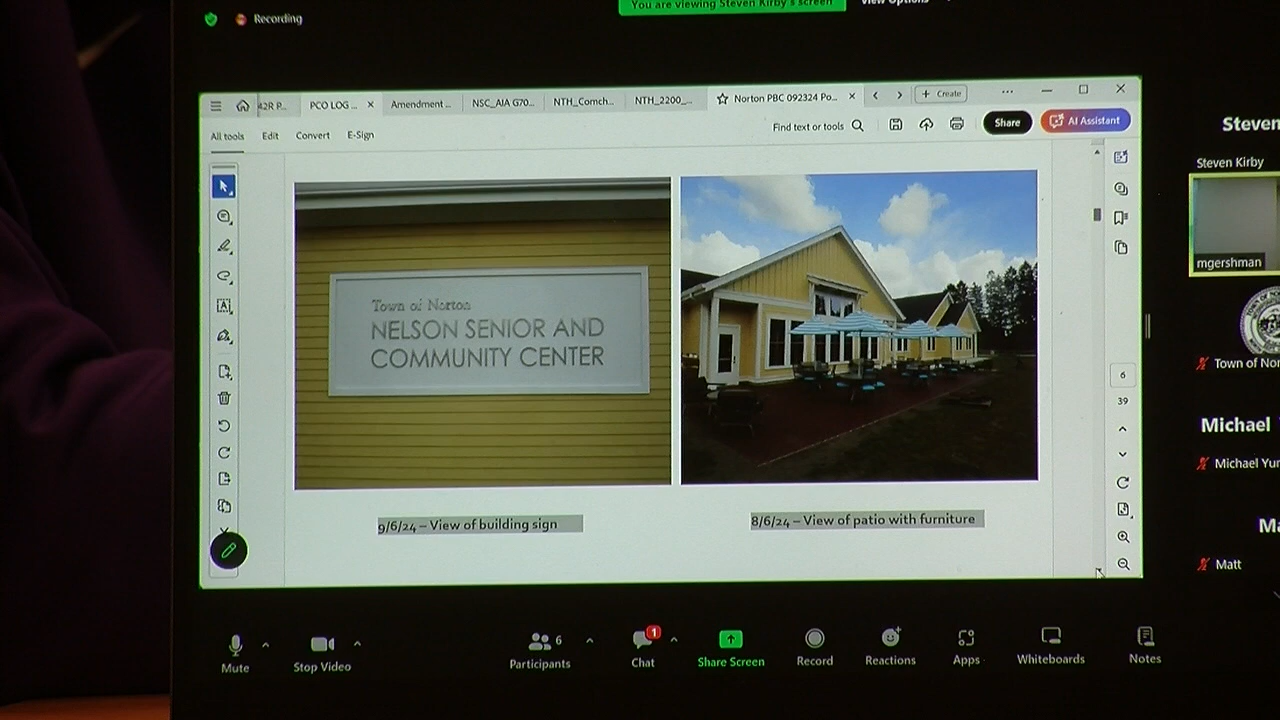 Recording
You are viewing Steven Kirby's screen
View Options
42R P...
PCO LOG ...
Amendment ...
NSC_AIA G70...
NTH_Comch...
NTH_2200_...
Norton PBC 092324 Po...
Create
All tools
Edit
Convert
E-Sign
Find text or tools
Share
AI Assistant
Town of Norton
NELSON SENIOR AND
COMMUNITY CENTER
9/6/24 – View of building sign
8/6/24 – View of patio with furniture
6
39
Steven
Steven Kirby
mgershman
Town of Nor
Michael
Michael Yun
Ma
Matt
Mute
Stop Video
Participants
6
Chat
1
Share Screen
Record
Reactions
Apps
Whiteboards
Notes